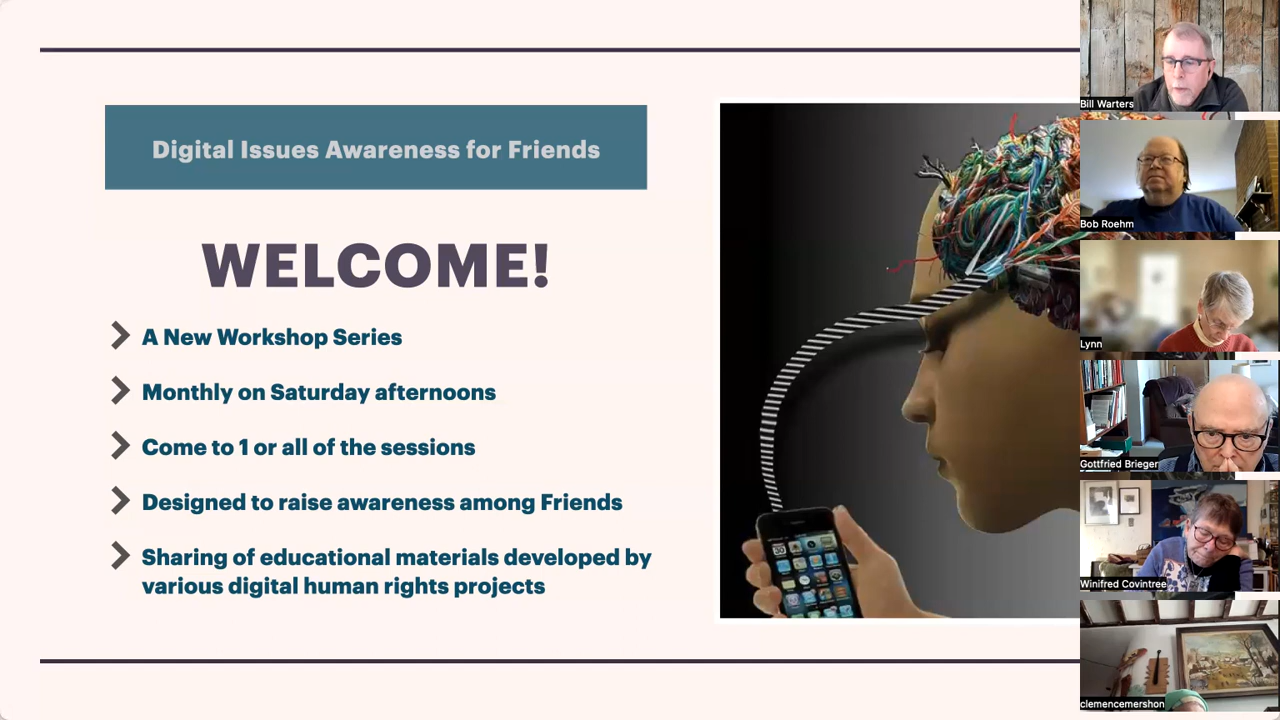 Digital Issues Awareness for Friends
WELCOME!
A New Workshop Series
Monthly on Saturday afternoons
Come to 1 or all of the sessions
Designed to raise awareness among Friends
Sharing of educational materials developed by
various digital human rights projects
30
Bill Warters
Bob Roehm
Lynn
Gottfried Brieger
Winifred Covintree
clemencemershon